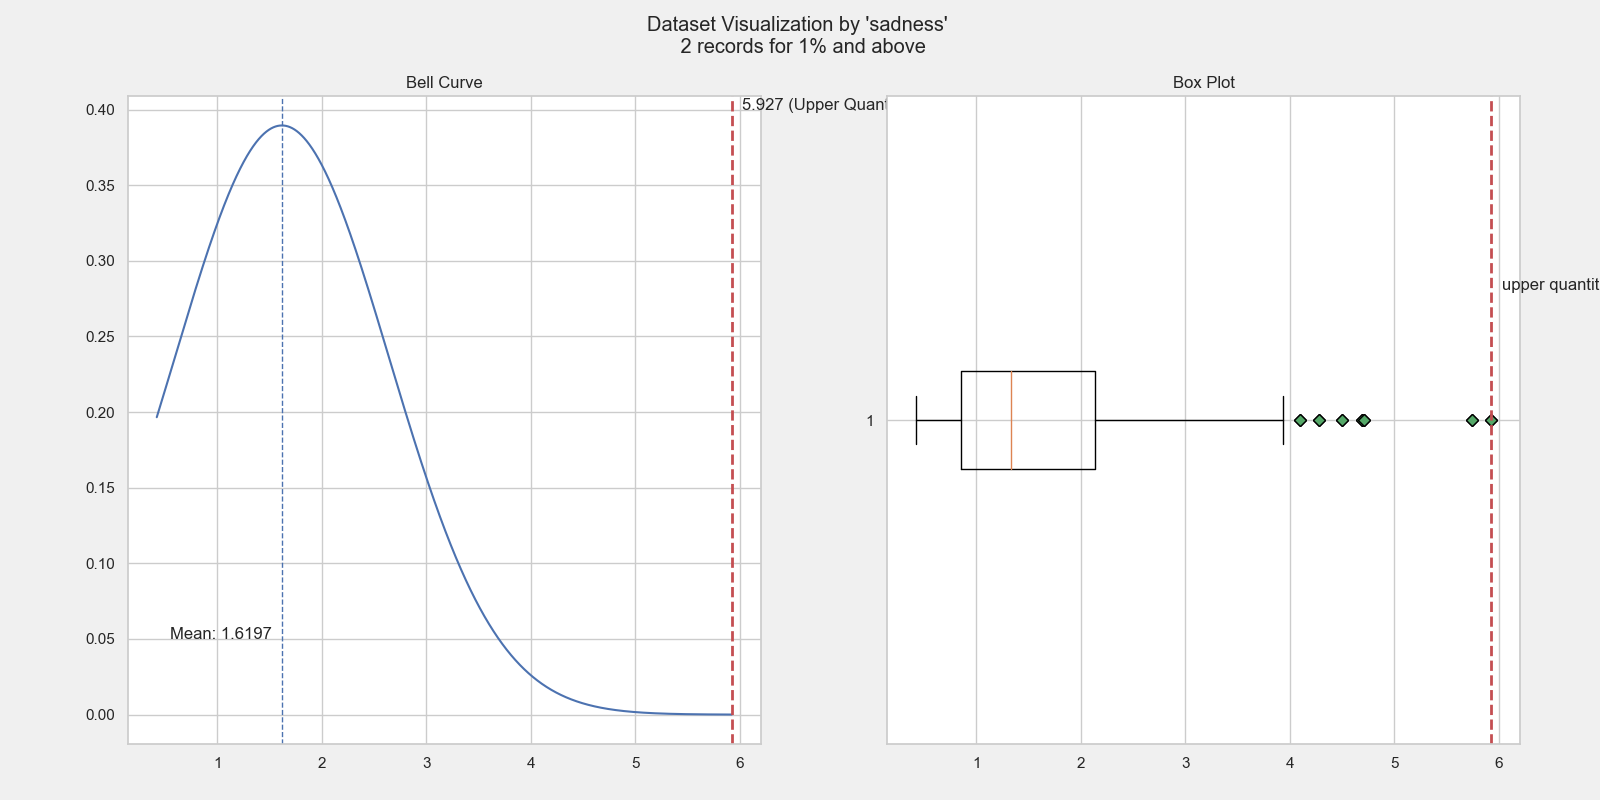 Dataset Visualization by 'sadness'
2 records for 1% and above
Bell Curve
0.40
0.35
0.30
0.25
0.20
0.15
0.10
0.05
0.00
5.927 (Upper Quant
Mean: 1.6197
1 2 3 4 5 6
Box Plot
upper quantit
1
1 2 3 4 5 6